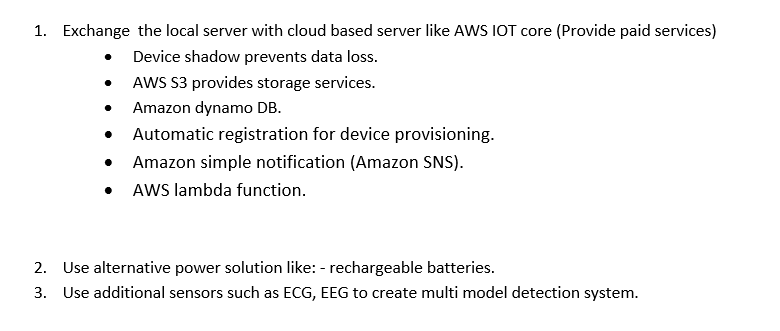 1. Exchange the local server with cloud based server like AWS IOT core (Provide paid services)
• Device shadow prevents data loss.
• AWS S3 provides storage services.
• Amazon dynamo DB.
• Automatic registration for device provisioning.
• Amazon simple notification (Amazon SNS).
• AWS lambda function.
2. Use alternative power solution like: - rechargeable batteries.
3. Use additional sensors such as ECG, EEG to create multi model detection system.